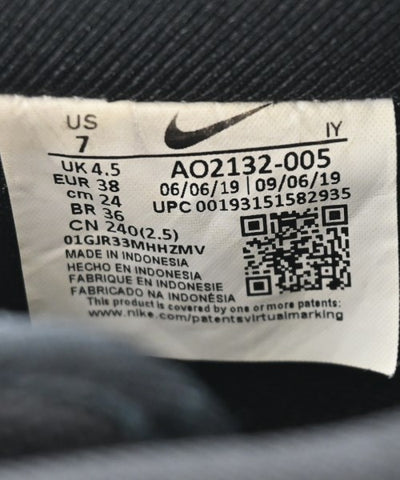 US
7
IY
UK 4.5
EUR 38
cm 24
BR 36
CN 240(2.5)
AO2132-005
06/06/19 | 09/06/19
UPC 00193151582935
01GJR33MHHZMV
MADE IN INDONESIA
HECHO EN INDONESIA
FABRIQUE EN INDONESIE
FABRICADO NA INDONÉSIA
This product is covered by one or more patents:
www.nike.com/patentsvirtualmarking